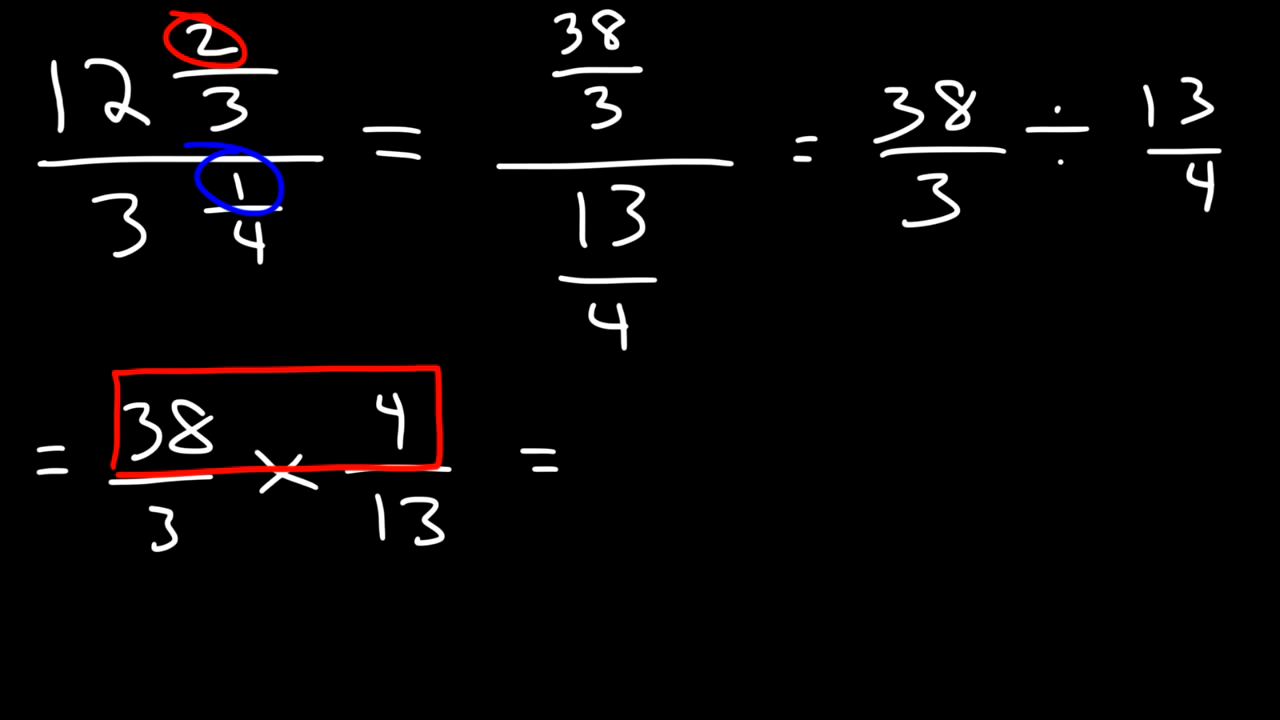 12 2/3 / 3 1/4 = 38/3 / 13/4 = 38/3 ÷ 13/4
= 38/3 × 4/13 =